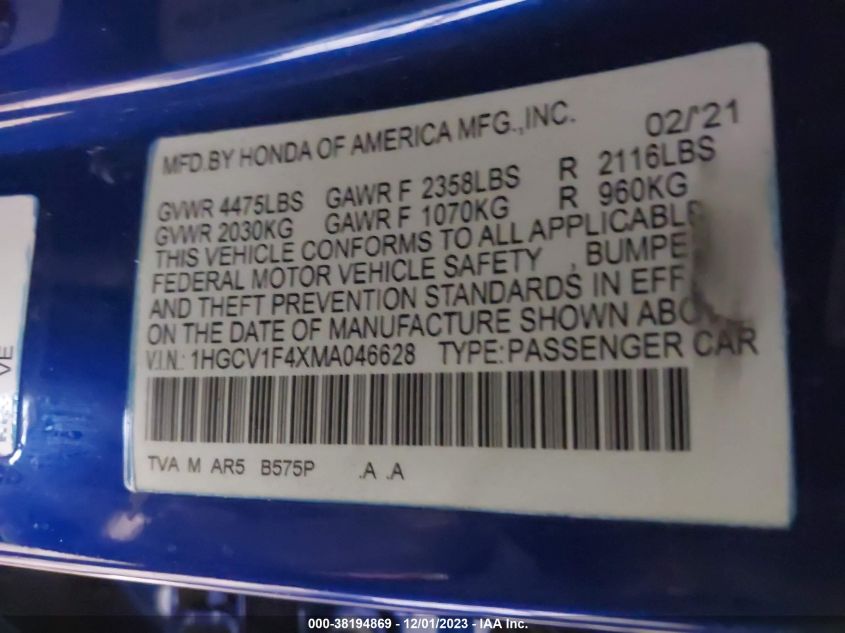 MFD.BY HONDA OF AMERICA MFG.,INC. 02/'21
GVWR 4475LBS GAWR F 2358LBS R 2116LBS
GVWR 2030KG GAWR F 1070KG R 960KG
THIS VEHICLE CONFORMS TO ALL APPLICABLE
FEDERAL MOTOR VEHICLE SAFETY , BUMPE
AND THEFT PREVENTION STANDARDS IN EFF
ON THE DATE OF MANUFACTURE SHOWN ABO
V.I.N.: 1HGCV1F4XMA046628 TYPE:PASSENGER CAR
TVA M AR5 B575P .A .A
VE
000-38194869 - 12/01/2023 - IAA Inc.